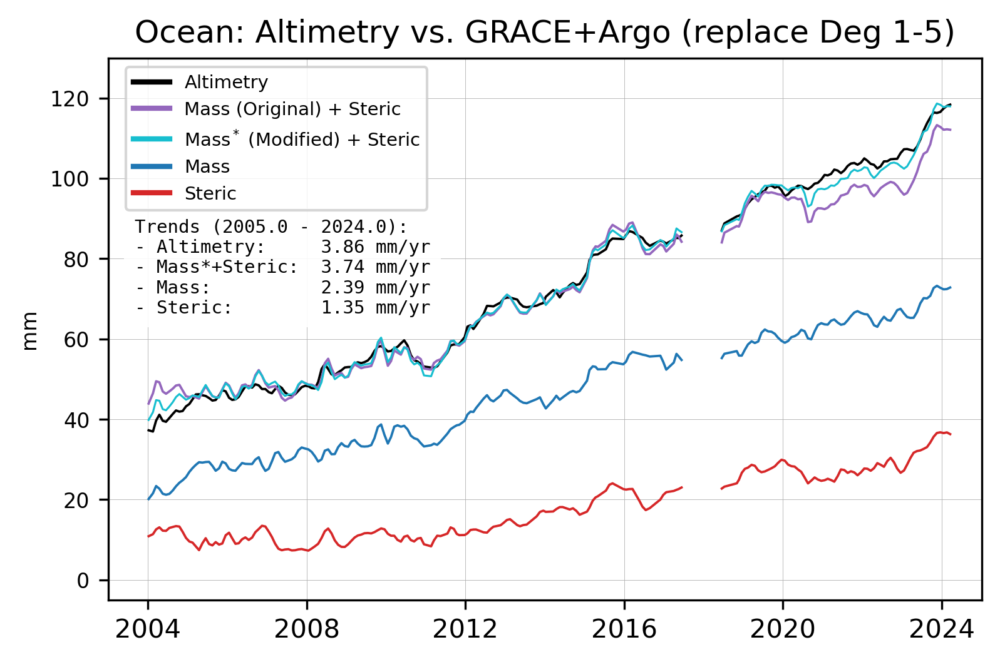 Ocean: Altimetry vs. GRACE+Argo (replace Deg 1-5)
Altimetry
Mass (Original) + Steric
Mass* (Modified) + Steric
Mass
Steric
Trends (2005.0 - 2024.0):
- Altimetry: 3.86 mm/yr
- Mass*+Steric: 3.74 mm/yr
- Mass: 2.39 mm/yr
- Steric: 1.35 mm/yr
mm
120
100
80
60
40
20
0
2004 2008 2012 2016 2020 2024